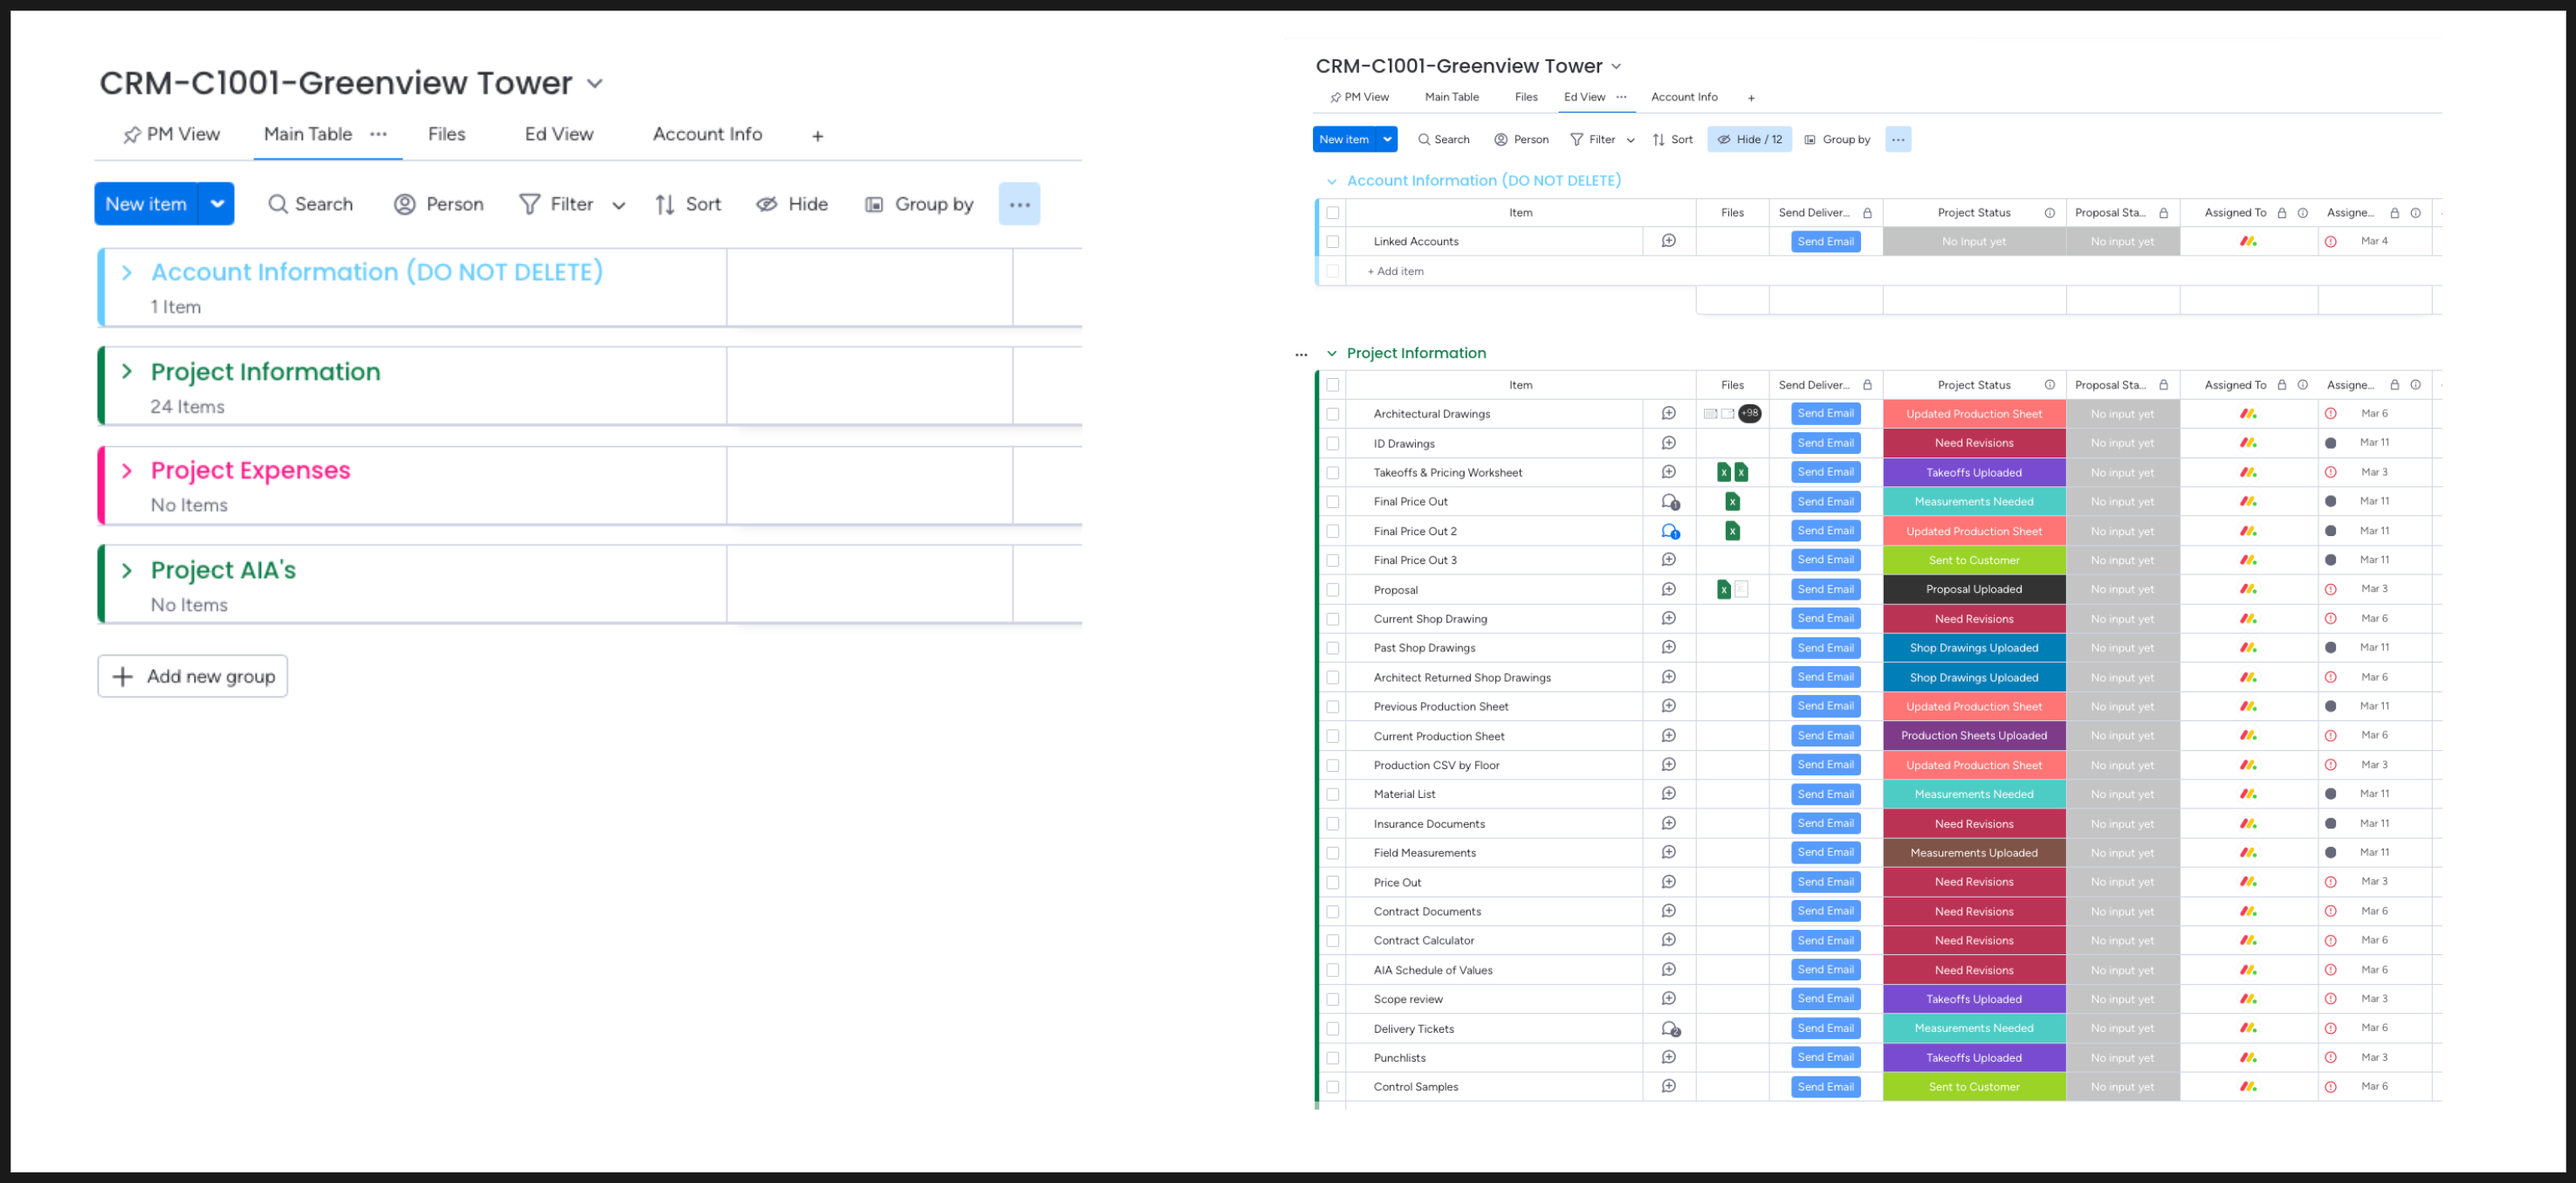 CRM-C1001-Greenview Tower
PM View Main Table ... Files Ed View Account Info +
New item Search Person Filter Sort Hide Group by ...
Account Information (DO NOT DELETE)
1 Item
Project Information
24 Items
Project Expenses
No Items
Project AIA's
No Items
+ Add new group
CRM-C1001-Greenview Tower
PM View Main Table Files Ed View ... Account Info +
New item Search Person Filter Sort Hide / 12 Group by ...
Account Information (DO NOT DELETE)
Item Files Send Deliver... Project Status Proposal Sta... Assigned To Assigne...
Linked Accounts Send Email No Input yet No input yet Mar 4
+ Add item
... Project Information
Item Files Send Deliver... Project Status Proposal Sta... Assigned To Assigne...
Architectural Drawings +98 Send Email Updated Production Sheet No input yet Mar 6
ID Drawings Send Email Need Revisions No input yet Mar 11
Takeoffs & Pricing Worksheet X X Send Email Takeoffs Uploaded No input yet Mar 3
Final Price Out 1 X Send Email Measurements Needed No input yet Mar 11
Final Price Out 2 1 X Send Email Updated Production Sheet No input yet Mar 11
Final Price Out 3 Send Email Sent to Customer No input yet Mar 11
Proposal X Send Email Proposal Uploaded No input yet Mar 3
Current Shop Drawing Send Email Need Revisions No input yet Mar 6
Past Shop Drawings Send Email Shop Drawings Uploaded No input yet Mar 11
Architect Returned Shop Drawings Send Email Shop Drawings Uploaded No input yet Mar 6
Previous Production Sheet Send Email Updated Production Sheet No input yet Mar 11
Current Production Sheet Send Email Production Sheets Uploaded No input yet Mar 6
Production CSV by Floor Send Email Updated Production Sheet No input yet Mar 3
Material List Send Email Measurements Needed No input yet Mar 11
Insurance Documents Send Email Need Revisions No input yet Mar 11
Field Measurements Send Email Measurements Uploaded No input yet Mar 11
Price Out Send Email Need Revisions No input yet Mar 3
Contract Documents Send Email Need Revisions No input yet Mar 6
Contract Calculator Send Email Need Revisions No input yet Mar 6
AIA Schedule of Values Send Email Need Revisions No input yet Mar 6
Scope review Send Email Takeoffs Uploaded No input yet Mar 3
Delivery Tickets 2 Send Email Measurements Needed No input yet Mar 6
Punchlists Send Email Takeoffs Uploaded No input yet Mar 3
Control Samples Send Email Sent to Customer No input yet Mar 6